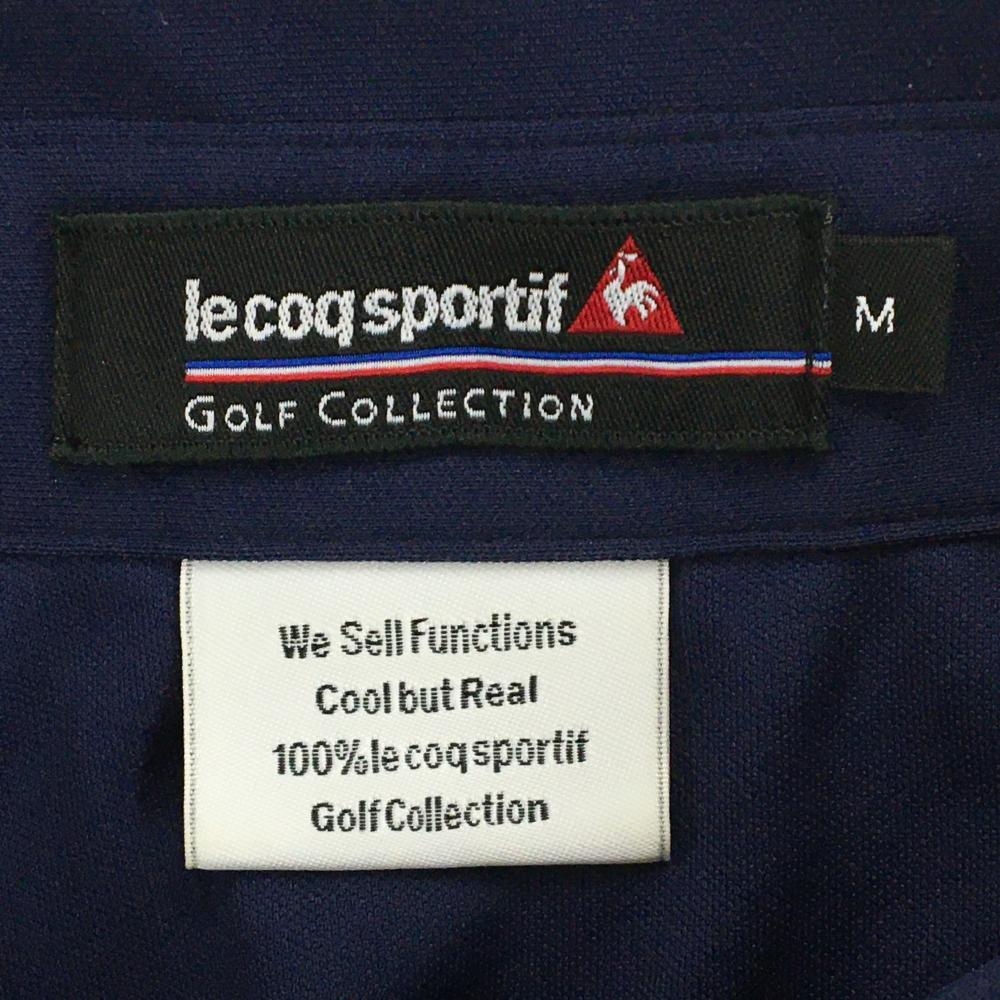 le coq sportif
GOLF COLLECTION
M
We Sell Functions
Cool but Real
100% le coq sportif
Golf Collection